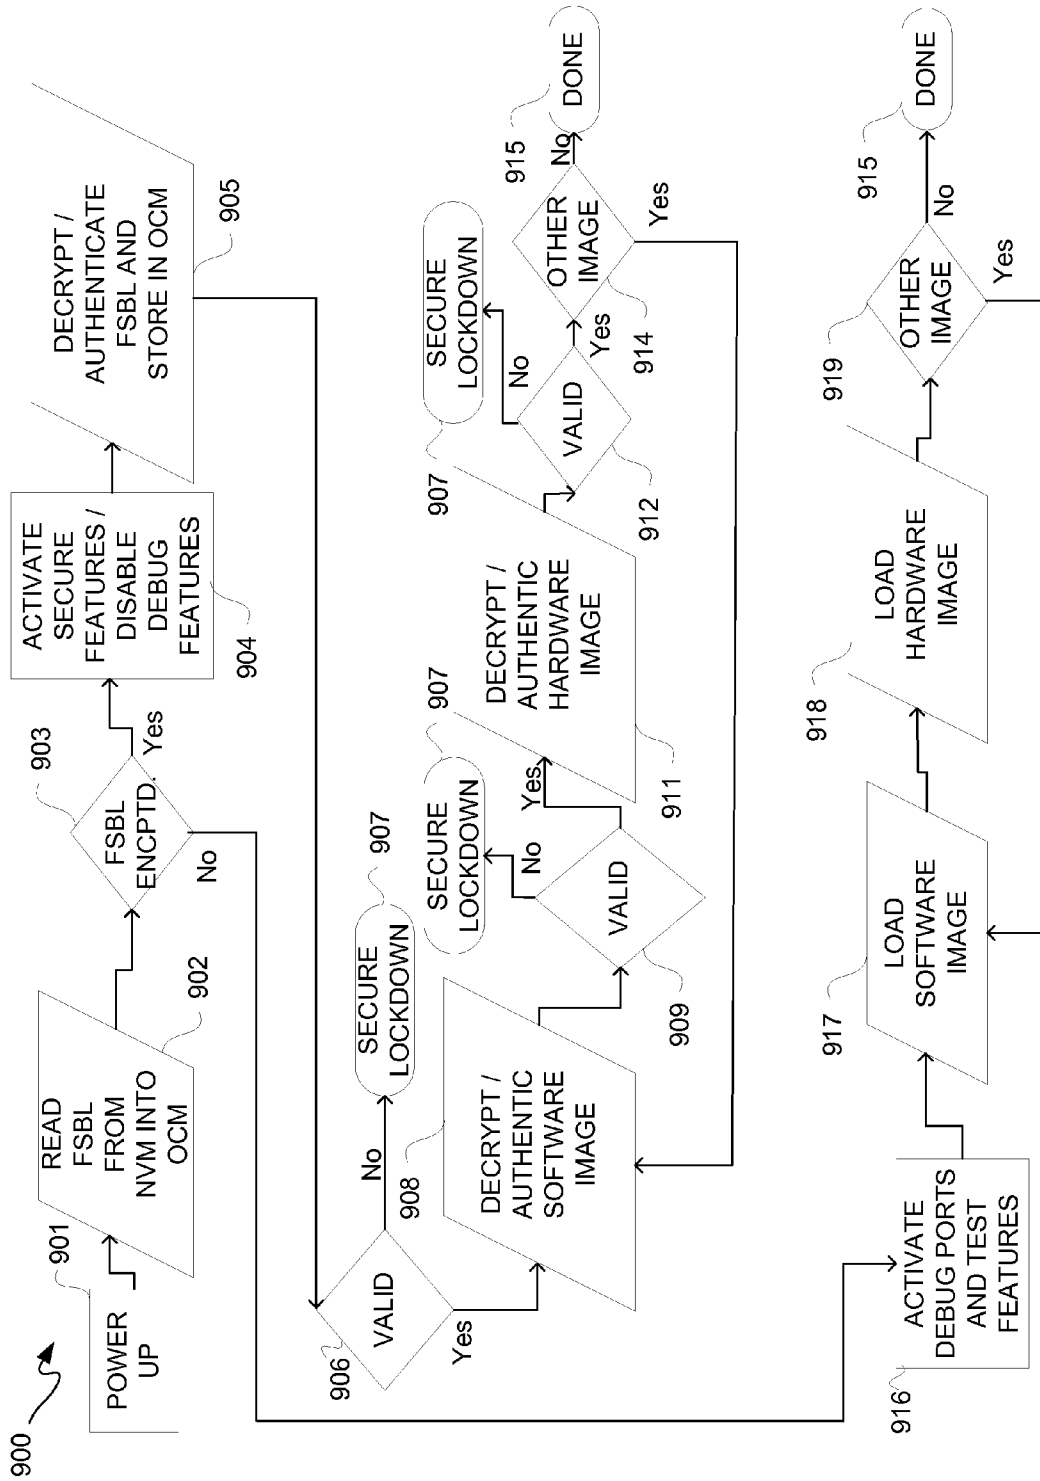 900
POWER
UP
901
READ
FSBL
FROM
NVM INTO
OCM
902
FSBL
ENCPTD.
903
Yes
No
ACTIVATE
SECURE
FEATURES /
DISABLE
DEBUG
FEATURES
904
DECRYPT /
AUTHENTICATE
FSBL AND
STORE IN OCM
905
VALID
906
No
Yes
SECURE
LOCKDOWN
907
DECRYPT /
AUTHENTIC
SOFTWARE
IMAGE
908
VALID
909
No
Yes
SECURE
LOCKDOWN
907
DECRYPT /
AUTHENTIC
HARDWARE
IMAGE
911
VALID
912
No
Yes
SECURE
LOCKDOWN
907
OTHER
IMAGE
914
No
Yes
DONE
915
ACTIVATE
DEBUG PORTS
AND TEST
FEATURES
916
LOAD
SOFTWARE
IMAGE
917
LOAD
HARDWARE
IMAGE
918
OTHER
IMAGE
919
No
Yes
DONE
915